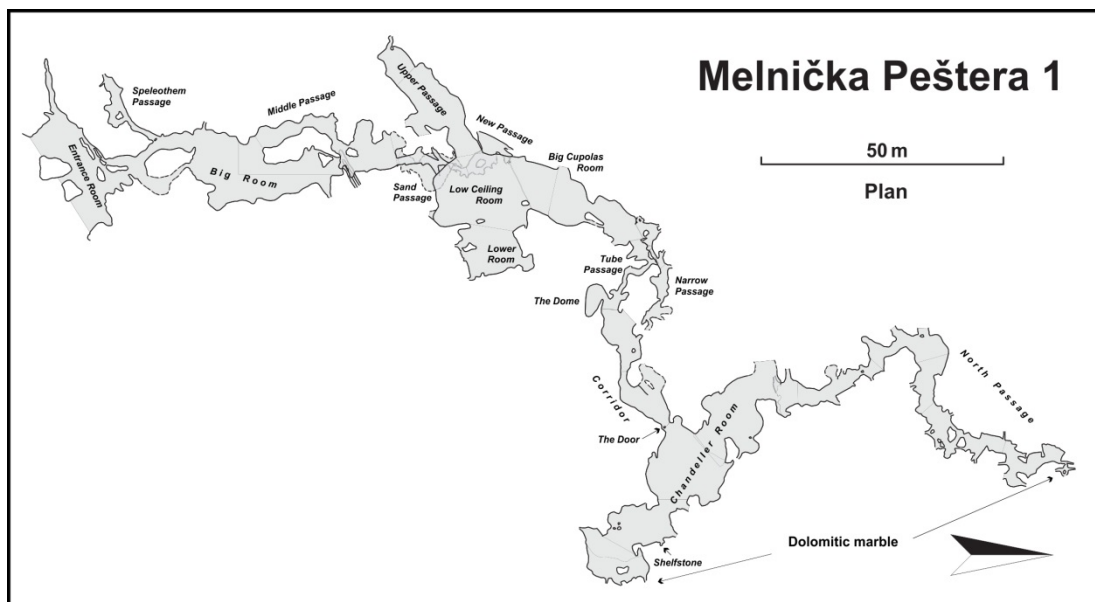 Melnička Peštera 1
50 m
Plan
Speleothem
Passage
Middle Passage
Upper Passage
New Passage
Entrance Room
Big Room
Sand
Passage
Low Ceiling
Room
Big Cupolas
Room
Lower
Room
Tube
Passage
Narrow
Passage
The Dome
Corridor
The Door
Chandelier Room
North Passage
Shelfstone
Dolomitic marble